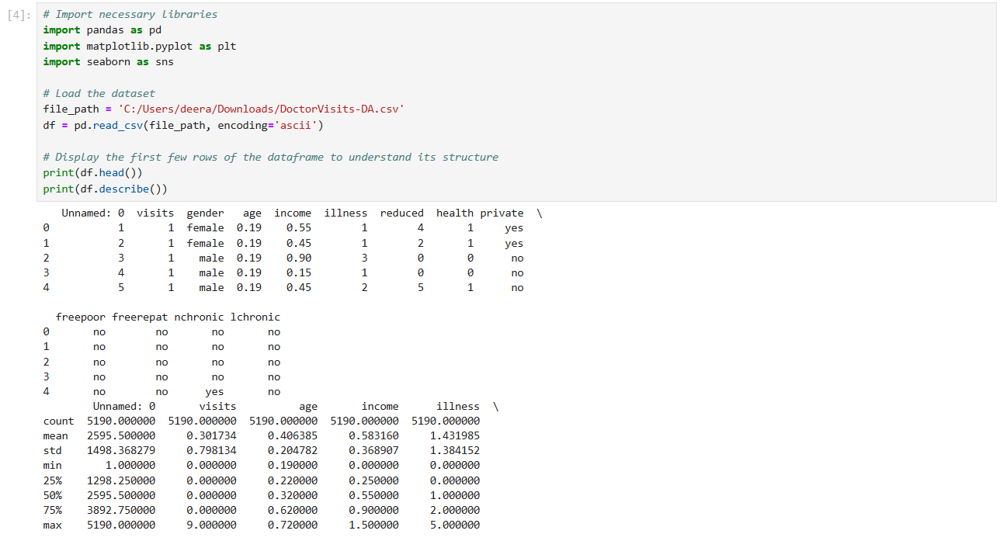 [4]: # Import necessary libraries
import pandas as pd
import matplotlib.pyplot as plt
import seaborn as sns

# Load the dataset
file_path = 'C:/Users/deera/Downloads/DoctorVisits-DA.csv'
df = pd.read_csv(file_path, encoding='ascii')

# Display the first few rows of the dataframe to understand its structure
print(df.head())
print(df.describe())
   Unnamed: 0  visits  gender   age  income  illness  reduced  health private  \
0           1       1  female  0.19    0.55        1        4       1     yes
1           2       1  female  0.19    0.45        1        2       1     yes
2           3       1    male  0.19    0.90        3        0       0      no
3           4       1    male  0.19    0.15        1        0       0      no
4           5       1    male  0.19    0.45        2        5       1      no

  freepoor freerepat nchronic lchronic
0       no        no       no       no
1       no        no       no       no
2       no        no       no       no
3       no        no       no       no
4       no        no      yes       no
        Unnamed: 0       visits          age       income      illness  \
count  5190.000000  5190.000000  5190.000000  5190.000000  5190.000000
mean   2595.500000     0.301734     0.406385     0.583160     1.431985
std    1498.368279     0.798134     0.204782     0.368907     1.384152
min       1.000000     0.000000     0.190000     0.000000     0.000000
25%    1298.250000     0.000000     0.220000     0.250000     0.000000
50%    2595.500000     0.000000     0.320000     0.550000     1.000000
75%    3892.750000     0.000000     0.620000     0.900000     2.000000
max    5190.000000     9.000000     0.720000     1.500000     5.000000